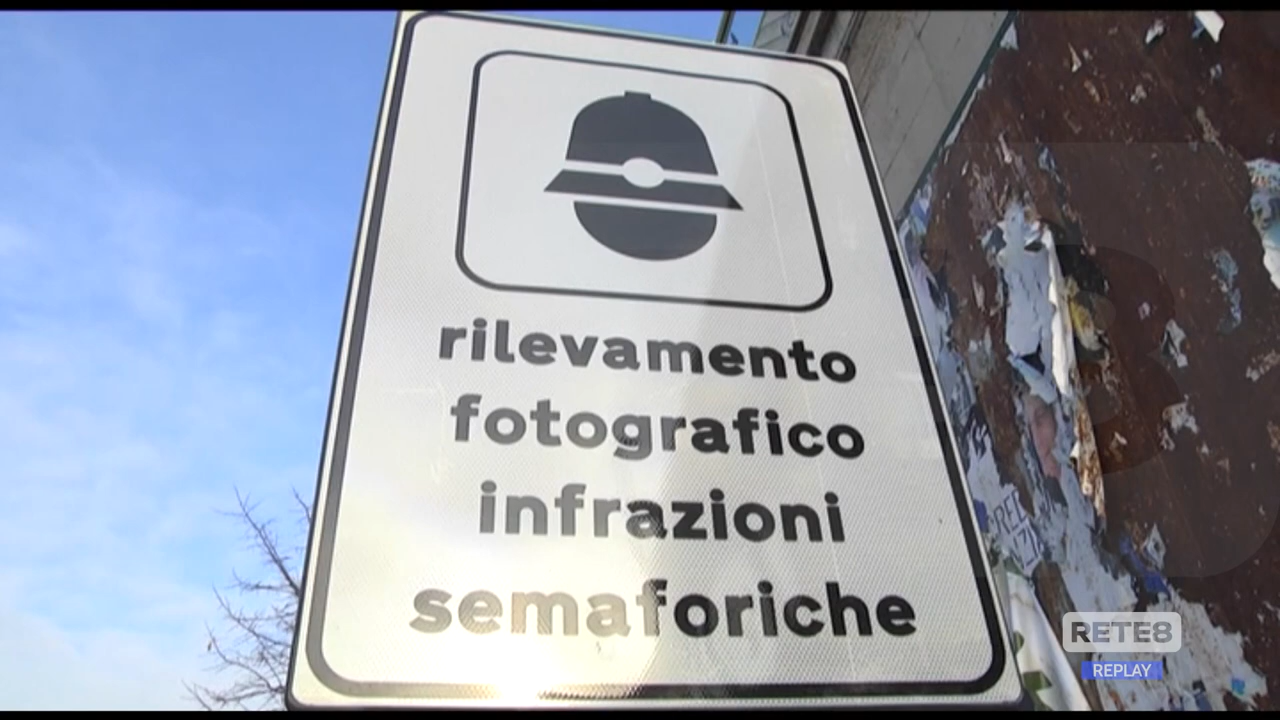 rilevamento
fotografico
infrazioni
semaforiche
RETE8
REPLAY